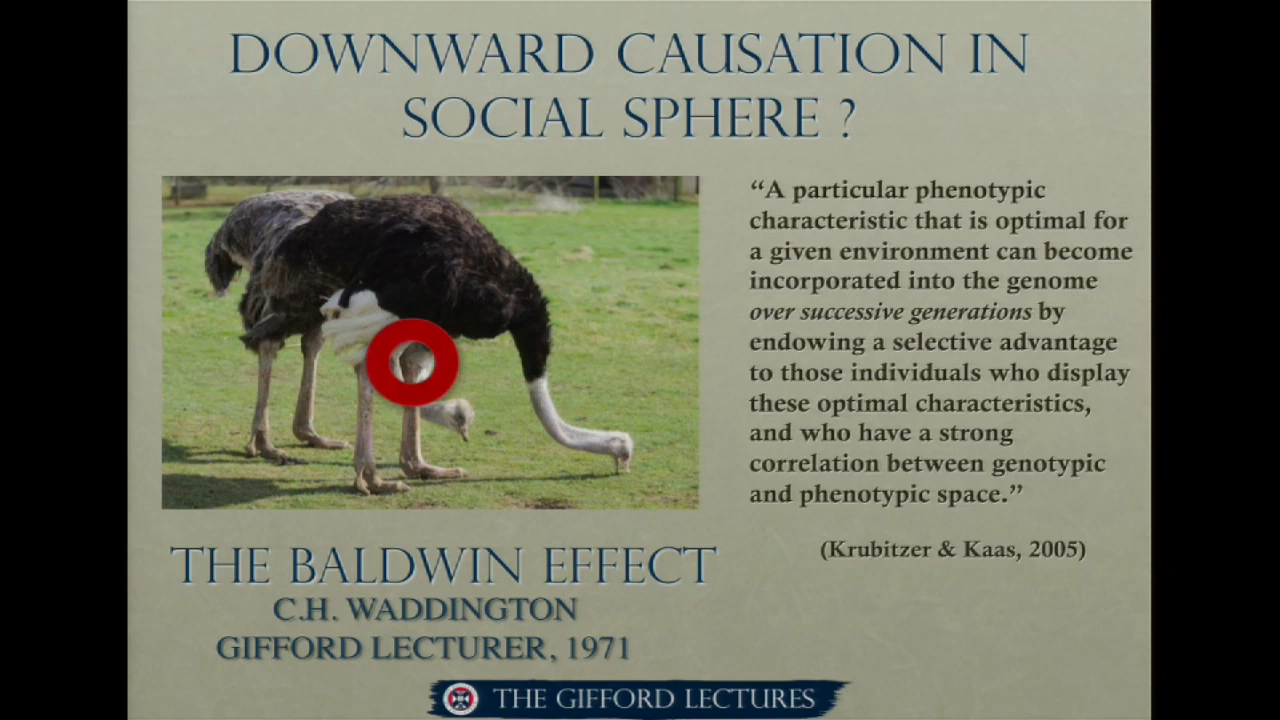 DOWNWARD CAUSATION IN
SOCIAL SPHERE ?
“A particular phenotypic
characteristic that is optimal for
a given environment can become
incorporated into the genome
over successive generations by
endowing a selective advantage
to those individuals who display
these optimal characteristics,
and who have a strong
correlation between genotypic
and phenotypic space.”
(Krubitzer & Kaas, 2005)
THE BALDWIN EFFECT
C.H. WADDINGTON
GIFFORD LECTURER, 1971
THE GIFFORD LECTURES